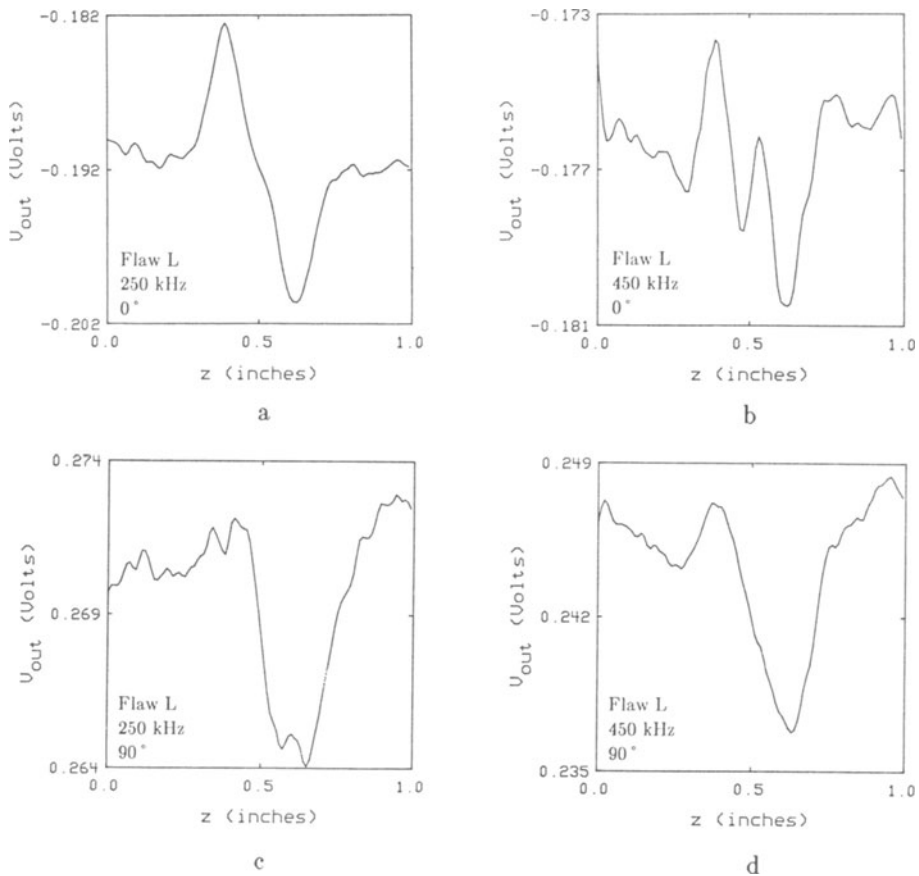 -0.182
-0.192
-0.202
V_out (Volts)
Flaw L
250 kHz
0°
0.0 0.5 1.0
z (inches)
a
-0.173
-0.177
-0.181
V_out (Volts)
Flaw L
450 kHz
0°
0.0 0.5 1.0
z (inches)
b
0.274
0.269
0.264
V_out (Volts)
Flaw L
250 kHz
90°
0.0 0.5 1.0
z (inches)
c
0.249
0.242
0.235
V_out (Volts)
Flaw L
450 kHz
90°
0.0 0.5 1.0
z (inches)
d